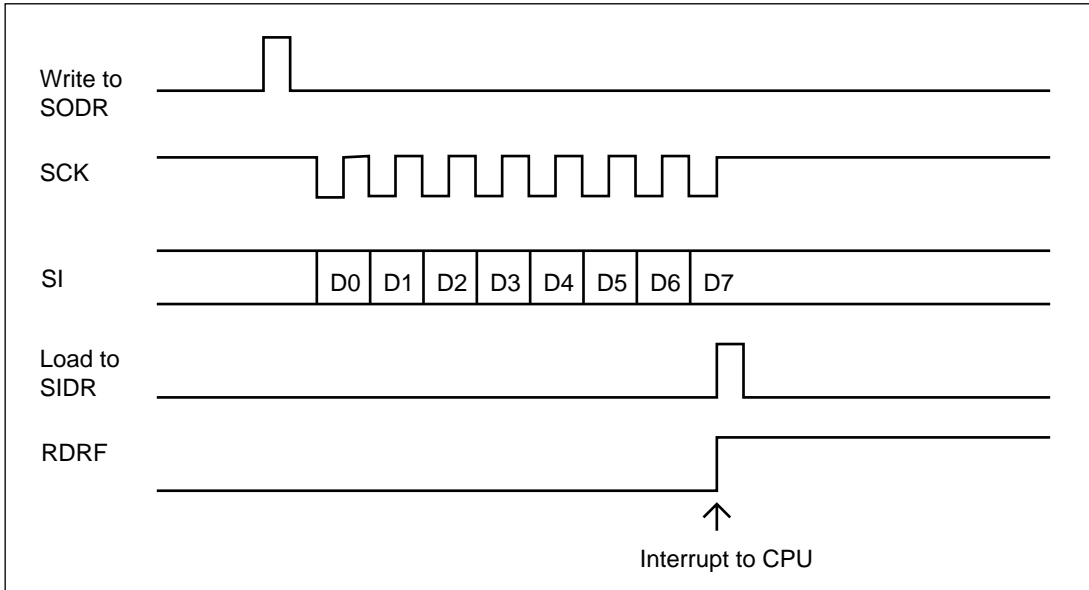 Write to
SODR
SCK
SI
D0 D1 D2 D3 D4 D5 D6 D7
Load to
SIDR
RDRF
Interrupt to CPU